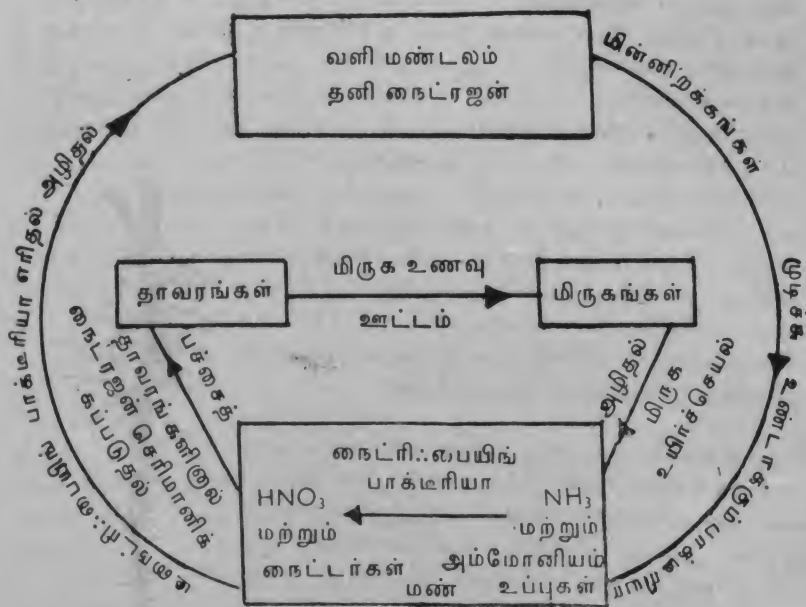 வளி மண்டலம்
தனி நைட்ரஜன்
மின்னிறக்கங்கள்
முடிச்சு உண்டாக்கும் பாக்டீரியா
டீநைட்ரிஃபையிங் பாக்டீரியா எரிதல் அழிதல்
தாவரங்கள்
மிருக உணவு
ஊட்டம்
மிருகங்கள்
பச்சைத்
தாவரங்களினால்
நைட்ரஜன் செரிமானிக்
கப்படுதல்
அழிதல்
மிருக
உயிர்ச்செயல்
நைட்ரிஃபையிங்
பாக்டீரியா
HNO₃
மற்றும்
நைட்டர்கள்
NH₃
மற்றும்
அம்மோனியம்
உப்புகள்
மண்